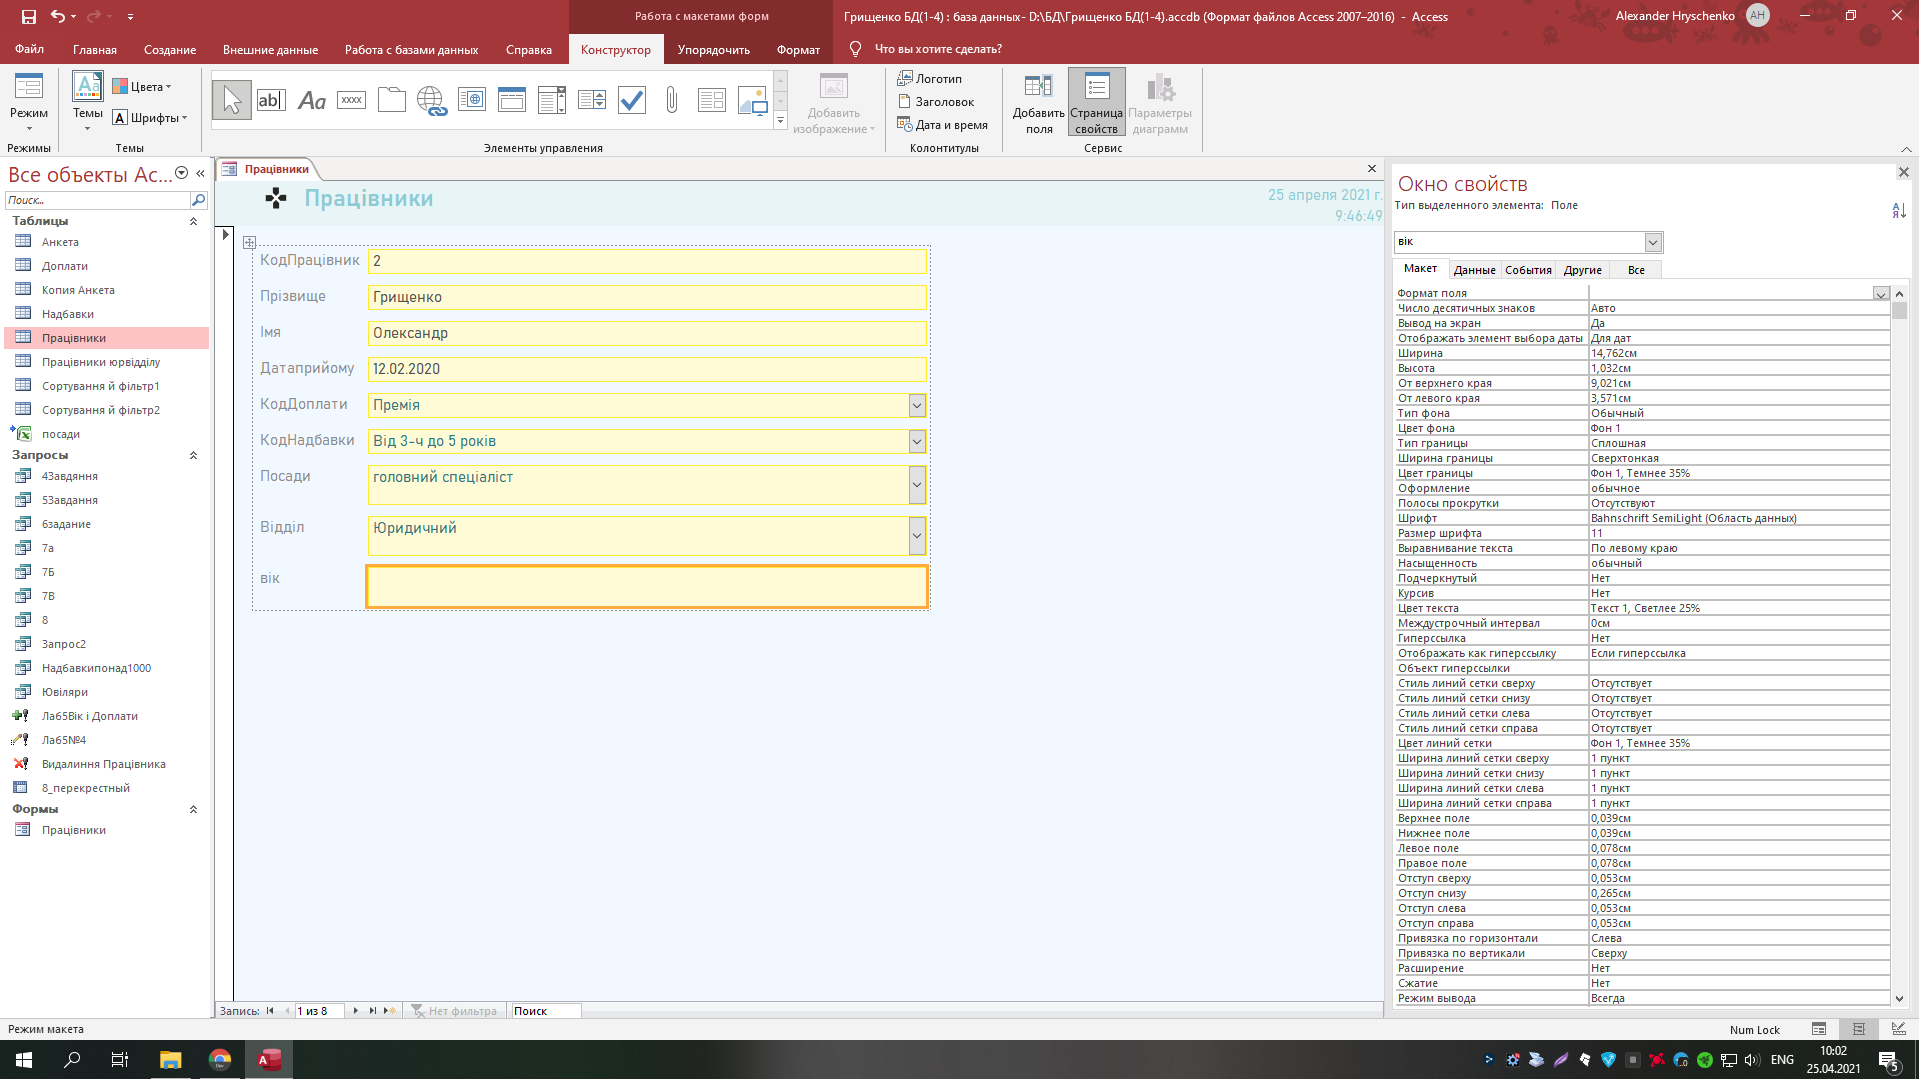 Работа с макетами форм
Грищенко БД(1-4) : база данных- D:\БД\Грищенко БД(1-4).accdb (Формат файлов Access 2007–2016) - Access
Alexander Hryschenko
AH
Файл
Главная
Создание
Внешние данные
Работа с базами данных
Справка
Конструктор
Упорядочить
Формат
Что вы хотите сделать?
Режим
Режимы
Aa
Темы
Цвета
A Шрифты
Темы
ab|
Aa
xxxx
Элементы управления
Добавить
изображение
Логотип
Заголовок
Дата и время
Колонтитулы
Добавить
поля
Страница
свойств
Параметры
диаграмм
Сервис
Все объекты Ac...
Поиск...
Таблицы
Анкета
Доплати
Копия Анкета
Надбавки
Працівники
Працівники юрвідділу
Сортування й фільтр1
Сортування й фільтр2
посади
Запросы
4Завдяння
5Завдання
6задание
7а
7Б
7В
8
Запрос2
Надбавкипонад1000
Ювіляри
Лаб5Вік і Доплати
Лаб5№4
Видалиння Працівника
8_перекрестный
Формы
Працівники
Працівники
Працівники
25 апреля 2021 г.
9:46:49
КодПрацівник 2
Прізвище Грищенко
Імя Олександр
Датаприйому 12.02.2020
КодДоплати Премія
КодНадбавки Від 3-ч до 5 років
Посади головний спеціаліст
Відділ Юридичний
вік
Запись: 1 из 8 Нет фильтра Поиск
Окно свойств
Тип выделенного элемента: Поле
А
Я
вік
Макет Данные События Другие Все
Формат поля
Число десятичных знаков Авто
Вывод на экран Да
Отображать элемент выбора даты Для дат
Ширина 14,762см
Высота 1,032см
От верхнего края 9,021см
От левого края 3,571см
Тип фона Обычный
Цвет фона Фон 1
Тип границы Сплошная
Ширина границы Сверхтонкая
Цвет границы Фон 1, Темнее 35%
Оформление обычное
Полосы прокрутки Отсутствуют
Шрифт Bahnschrift SemiLight (Область данных)
Размер шрифта 11
Выравнивание текста По левому краю
Насыщенность обычный
Подчеркнутый Нет
Курсив Нет
Цвет текста Текст 1, Светлее 25%
Междустрочный интервал 0см
Гиперссылка Нет
Отображать как гиперссылку Если гиперссылка
Объект гиперссылки
Стиль линий сетки сверху Отсутствует
Стиль линий сетки снизу Отсутствует
Стиль линий сетки слева Отсутствует
Стиль линий сетки справа Отсутствует
Цвет линий сетки Фон 1, Темнее 35%
Ширина линий сетки сверху 1 пункт
Ширина линий сетки снизу 1 пункт
Ширина линий сетки слева 1 пункт
Ширина линий сетки справа 1 пункт
Верхнее поле 0,039см
Нижнее поле 0,039см
Левое поле 0,078см
Правое поле 0,078см
Отступ сверху 0,053см
Отступ снизу 0,265см
Отступ слева 0,053см
Отступ справа 0,053см
Привязка по горизонтали Слева
Привязка по вертикали Сверху
Расширение Нет
Сжатие Нет
Режим вывода Всегда
Режим макета
Num Lock
ENG
10:02
25.04.2021
5